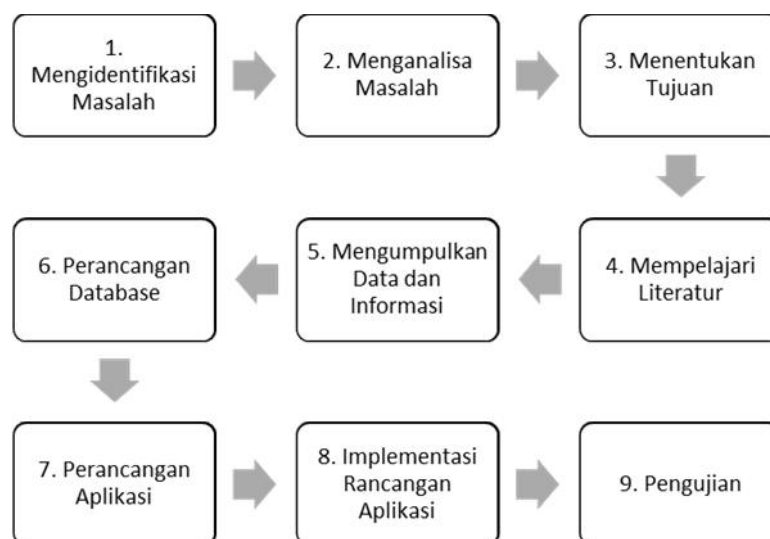 1.
Mengidentifikasi
Masalah
2. Menganalisa
Masalah
3. Menentukan
Tujuan
4. Mempelajari
Literatur
5. Mengumpulkan
Data dan
Informasi
6. Perancangan
Database
7. Perancangan
Aplikasi
8. Implementasi
Rancangan
Aplikasi
9. Pengujian